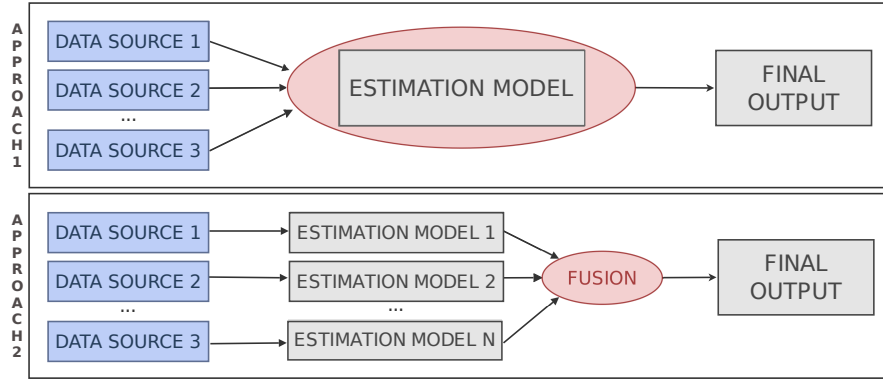 APPROACH1
DATA SOURCE 1
DATA SOURCE 2
...
DATA SOURCE 3
ESTIMATION MODEL
FINAL
OUTPUT
APPROACH2
DATA SOURCE 1
DATA SOURCE 2
...
DATA SOURCE 3
ESTIMATION MODEL 1
ESTIMATION MODEL 2
...
ESTIMATION MODEL N
FUSION
FINAL
OUTPUT